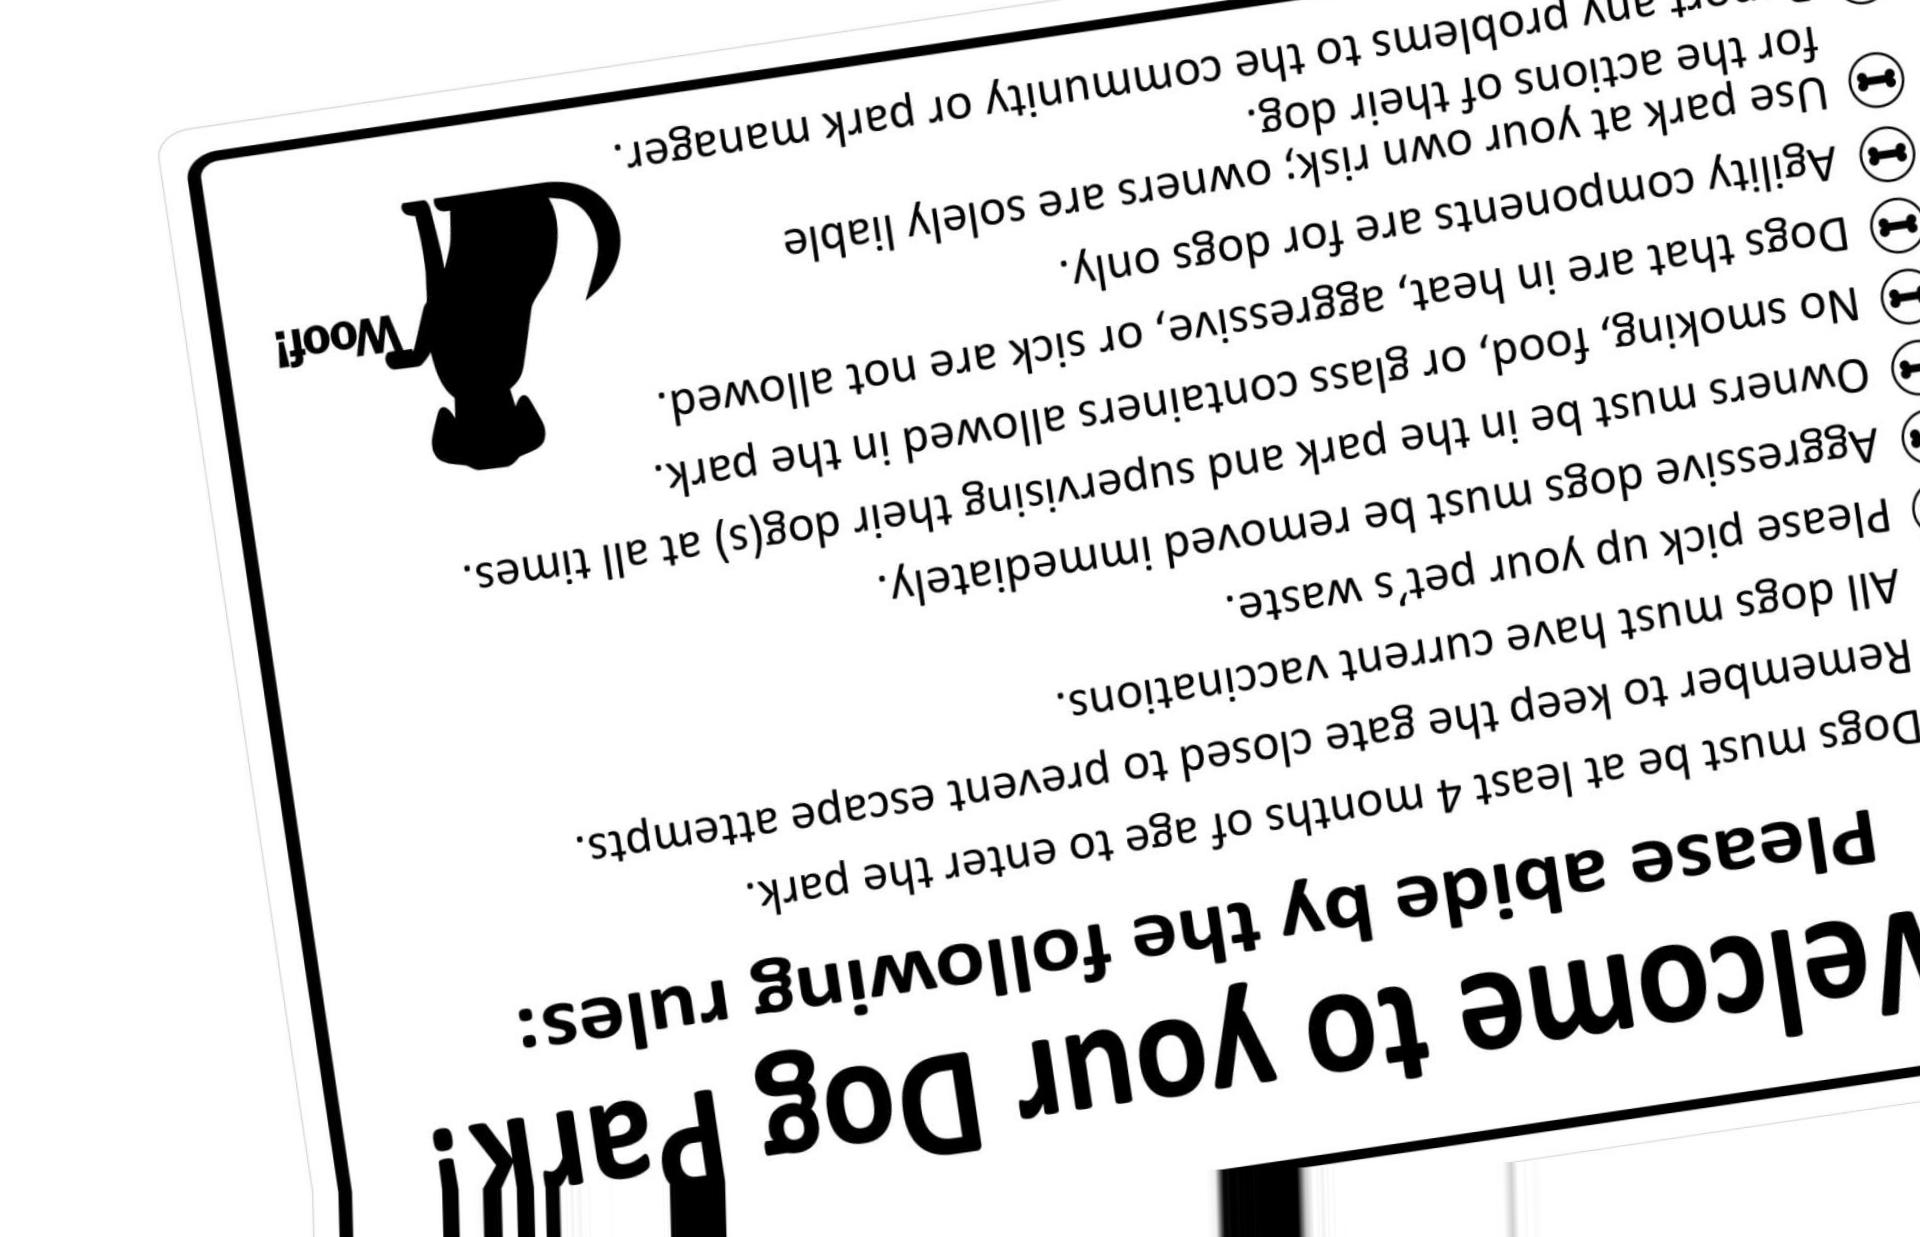 Welcome to your Dog Park!
Please abide by the following rules:
Dogs must be at least 4 months of age to enter the park.
Remember to keep the gate closed to prevent escape attempts.
All dogs must have current vaccinations.
Please pick up your pet's waste.
Aggressive dogs must be removed immediately.
Owners must be in the park and supervising their dog(s) at all times.
No smoking, food, or glass containers allowed in the park.
Dogs that are in heat, aggressive, or sick are not allowed.
Agility components are for dogs only.
Use park at your own risk; owners are solely liable
for the actions of their dog.
Report any problems to the community or park manager.
Woof!